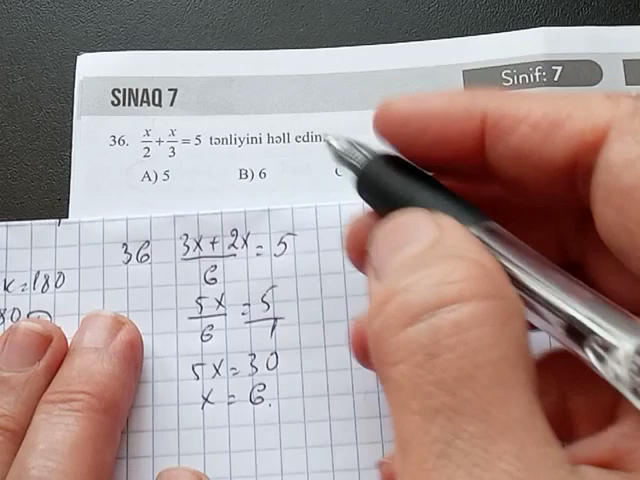 SINAQ 7
Sinif: 7
36. x/2 + x/3 = 5 tənliyini həll edin
A) 5 B) 6
36 (3x + 2x)/6 = 5
5x/6 = 5/1
5x = 30
x = 6.
x = 180